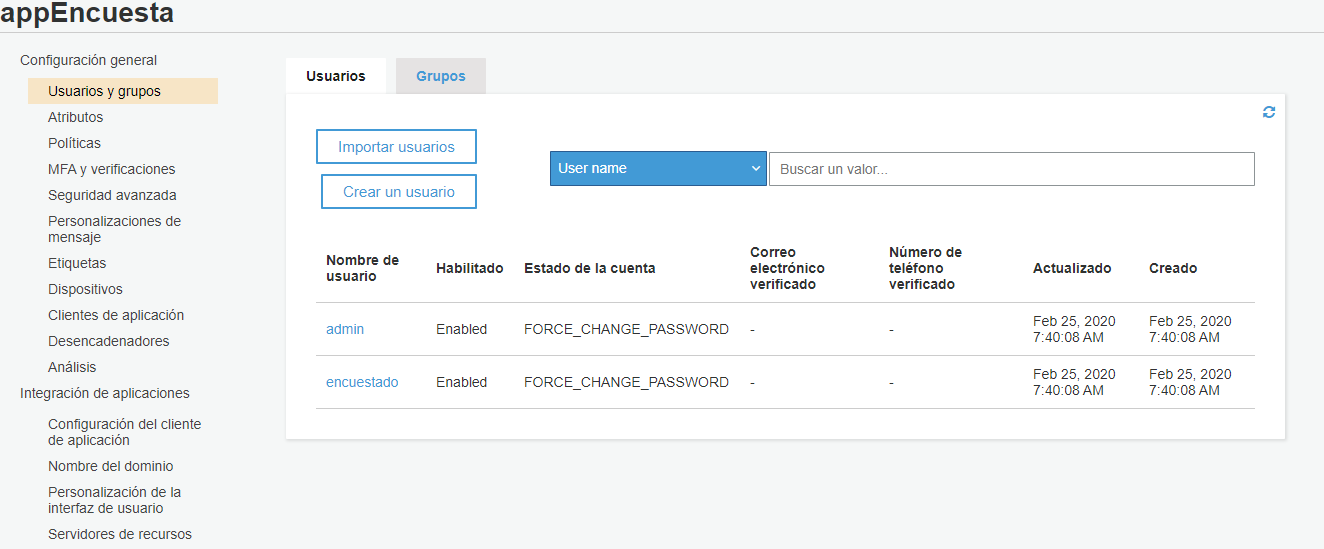 appEncuesta
Configuración general
Usuarios y grupos
Atributos
Políticas
MFA y verificaciones
Seguridad avanzada
Personalizaciones de
mensaje
Etiquetas
Dispositivos
Clientes de aplicación
Desencadenadores
Análisis
Integración de aplicaciones
Configuración del cliente
de aplicación
Nombre del dominio
Personalización de la
interfaz de usuario
Servidores de recursos
Usuarios Grupos
Importar usuarios
Crear un usuario
User name Buscar un valor...
Nombre de
usuario
Habilitado
Estado de la cuenta
Correo
electrónico
verificado
Número de
teléfono
verificado
Actualizado
Creado
admin
Enabled
FORCE_CHANGE_PASSWORD
-
-
Feb 25, 2020
7:40:08 AM
Feb 25, 2020
7:40:08 AM
encuestado
Enabled
FORCE_CHANGE_PASSWORD
-
-
Feb 25, 2020
7:40:08 AM
Feb 25, 2020
7:40:08 AM